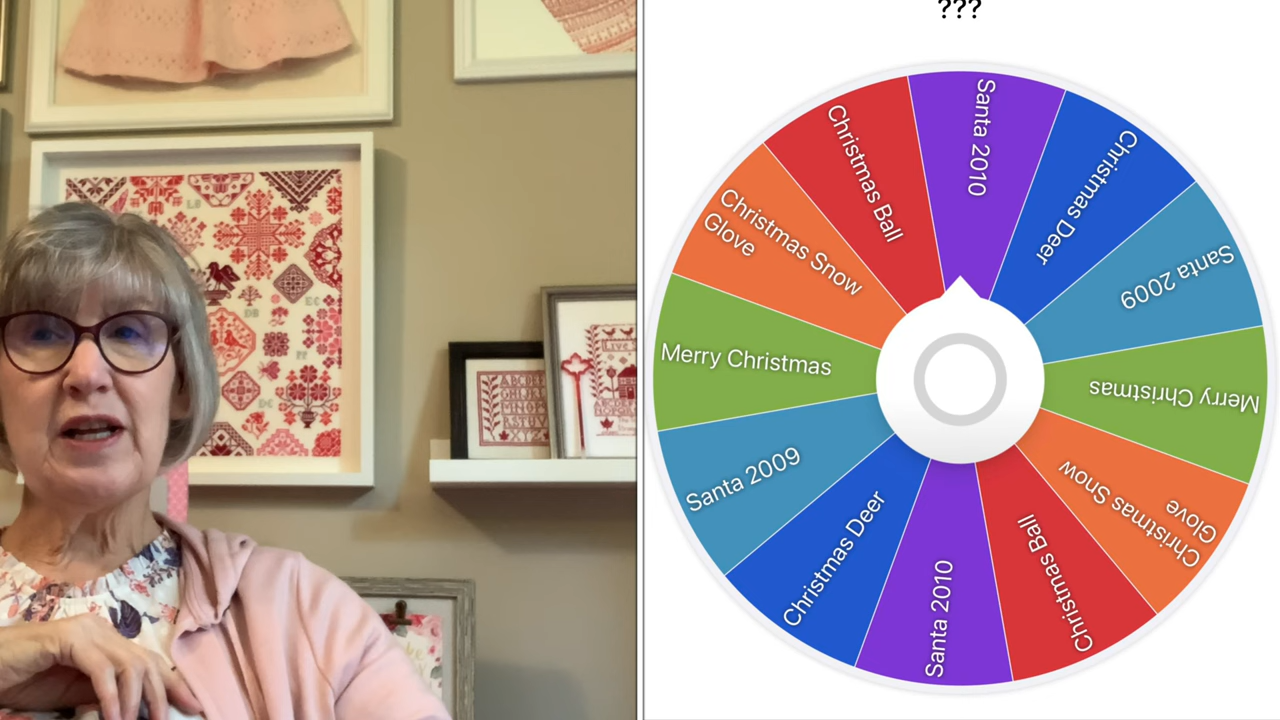 ???
Santa 2010
Christmas Deer
Santa 2009
Merry Christmas
Christmas Snow
Glove
Christmas Ball
Santa 2010
Christmas Deer
Santa 2009
Merry Christmas
Christmas Snow
Glove
Christmas Ball